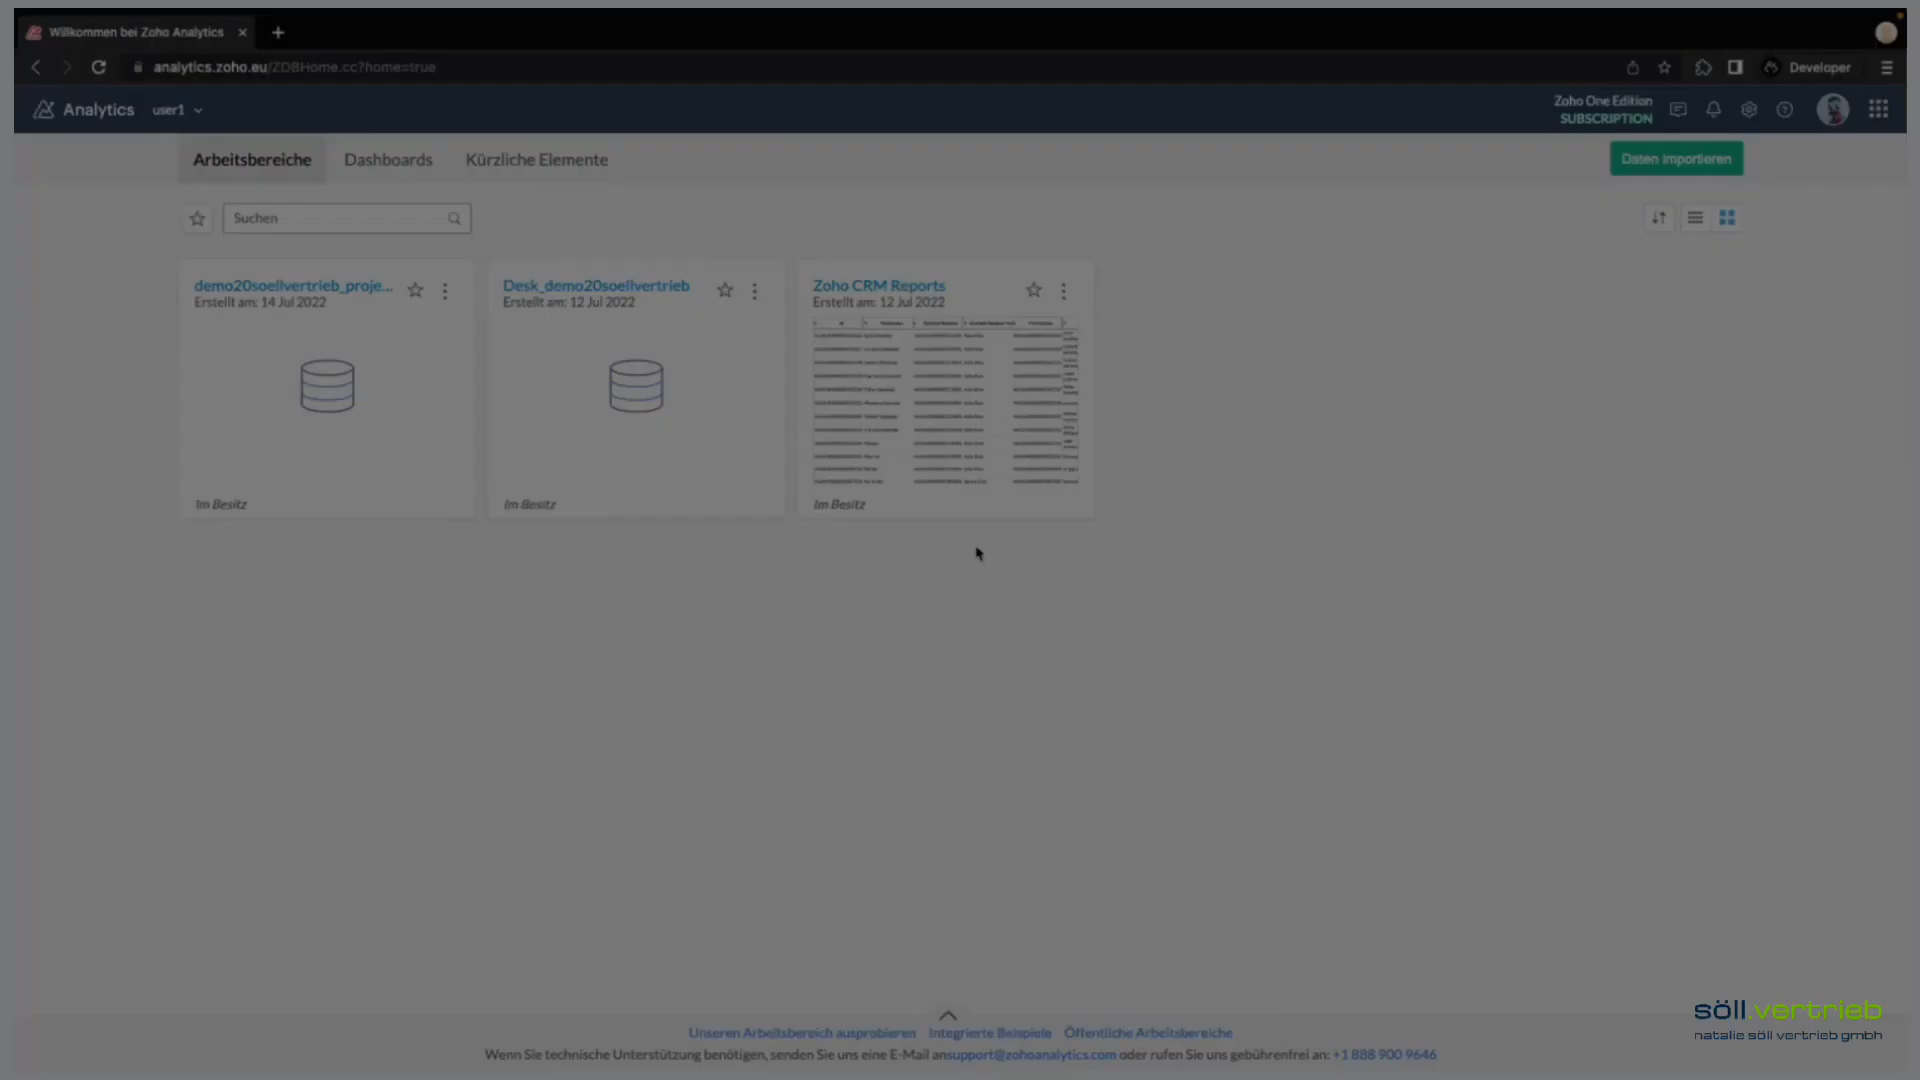 Willkommen bei Zoho Analytics
analytics.zoho.eu/ZDBHome.cc?home=true
Developer
Analytics user1
Zoho One Edition
SUBSCRIPTION
Arbeitsbereiche Dashboards Kürzliche Elemente
Daten importieren
Suchen
demo20soellvertrieb_proje...
Erstellt am: 14 Jul 2022
Im Besitz
Desk_demo20soellvertrieb
Erstellt am: 12 Jul 2022
Im Besitz
Zoho CRM Reports
Erstellt am: 12 Jul 2022
Im Besitz
Unseren Arbeitsbereich ausprobieren Integrierte Beispiele Öffentliche Arbeitsbereiche
Wenn Sie technische Unterstützung benötigen, senden Sie uns eine E-Mail ansupport@zohoanalytics.com oder rufen Sie uns gebührenfrei an: +1 888 900 9646
söll.vertrieb
natalie söll vertrieb gmbh